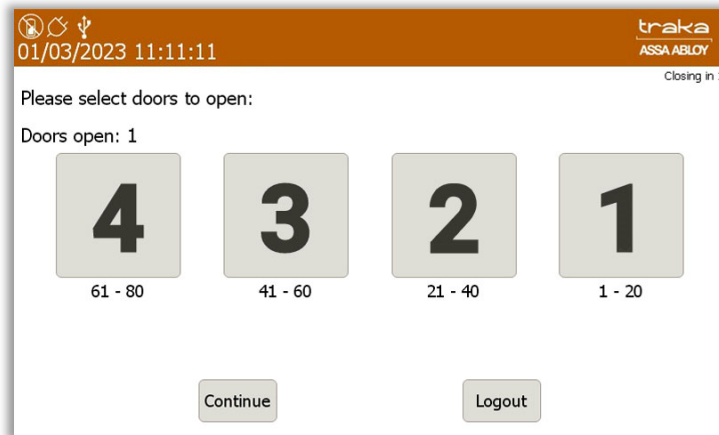 traka
01/03/2023 11:11:11
ASSA ABLOY
Closing in
Please select doors to open:
Doors open: 1
4 3 2 1
61 - 80 41 - 60 21 - 40 1 - 20
Continue Logout